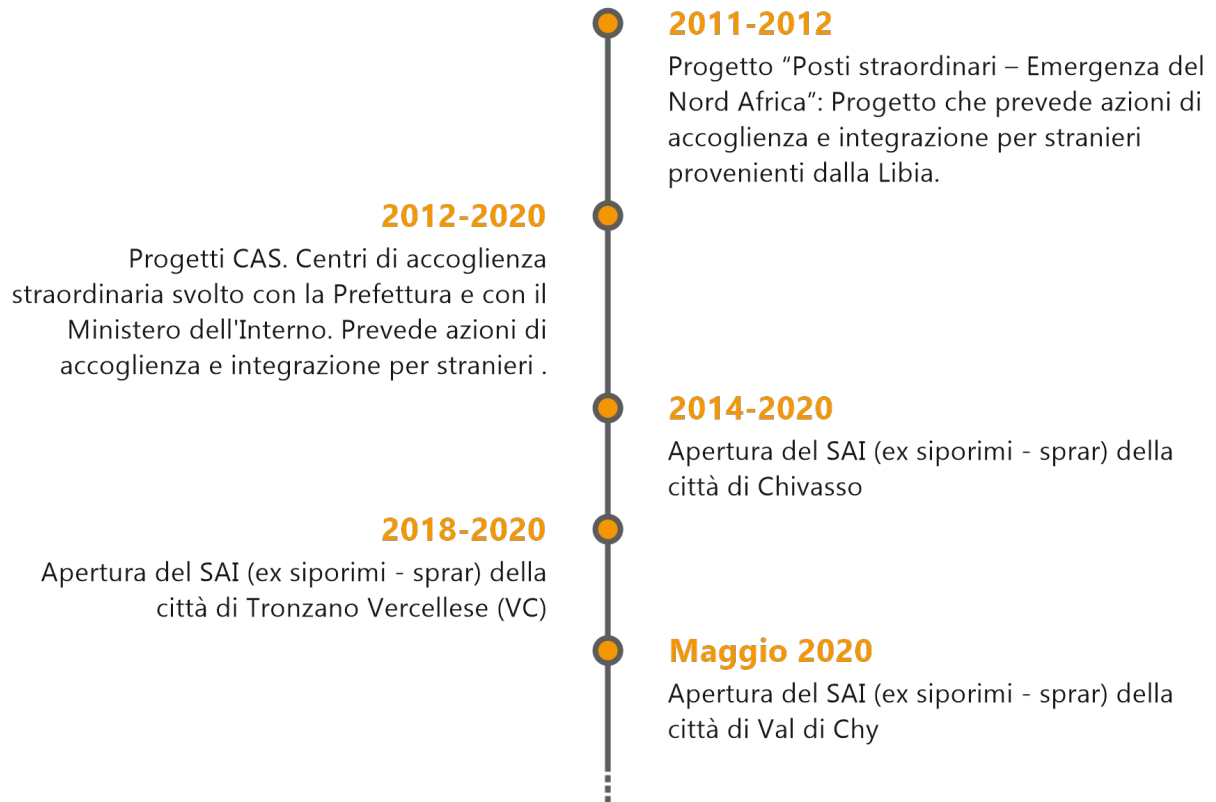 2011-2012
Progetto “Posti straordinari – Emergenza del
Nord Africa”: Progetto che prevede azioni di
accoglienza e integrazione per stranieri
provenienti dalla Libia.
2012-2020
Progetti CAS. Centri di accoglienza
straordinaria svolto con la Prefettura e con il
Ministero dell'Interno. Prevede azioni di
accoglienza e integrazione per stranieri .
2014-2020
Apertura del SAI (ex siporimi - sprar) della
città di Chivasso
2018-2020
Apertura del SAI (ex siporimi - sprar) della
città di Tronzano Vercellese (VC)
Maggio 2020
Apertura del SAI (ex siporimi - sprar) della
città di Val di Chy